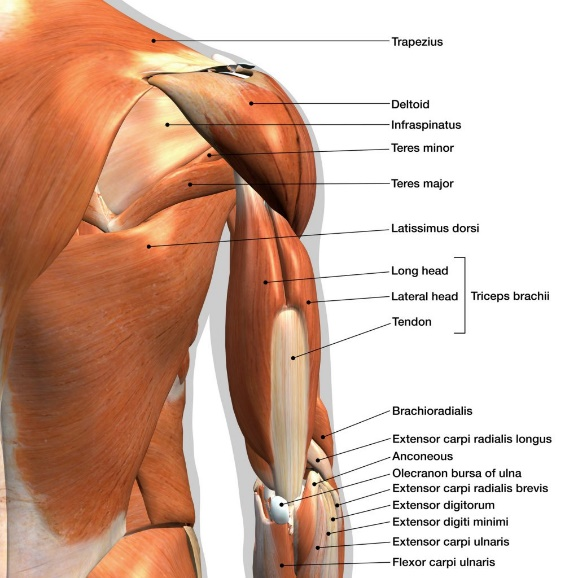 Trapezius
Deltoid
Infraspinatus
Teres minor
Teres major
Latissimus dorsi
Long head
Lateral head
Triceps brachii
Tendon
Brachioradialis
Extensor carpi radialis longus
Anconeous
Olecranon bursa of ulna
Extensor carpi radialis brevis
Extensor digitorum
Extensor digiti minimi
Extensor carpi ulnaris
Flexor carpi ulnaris